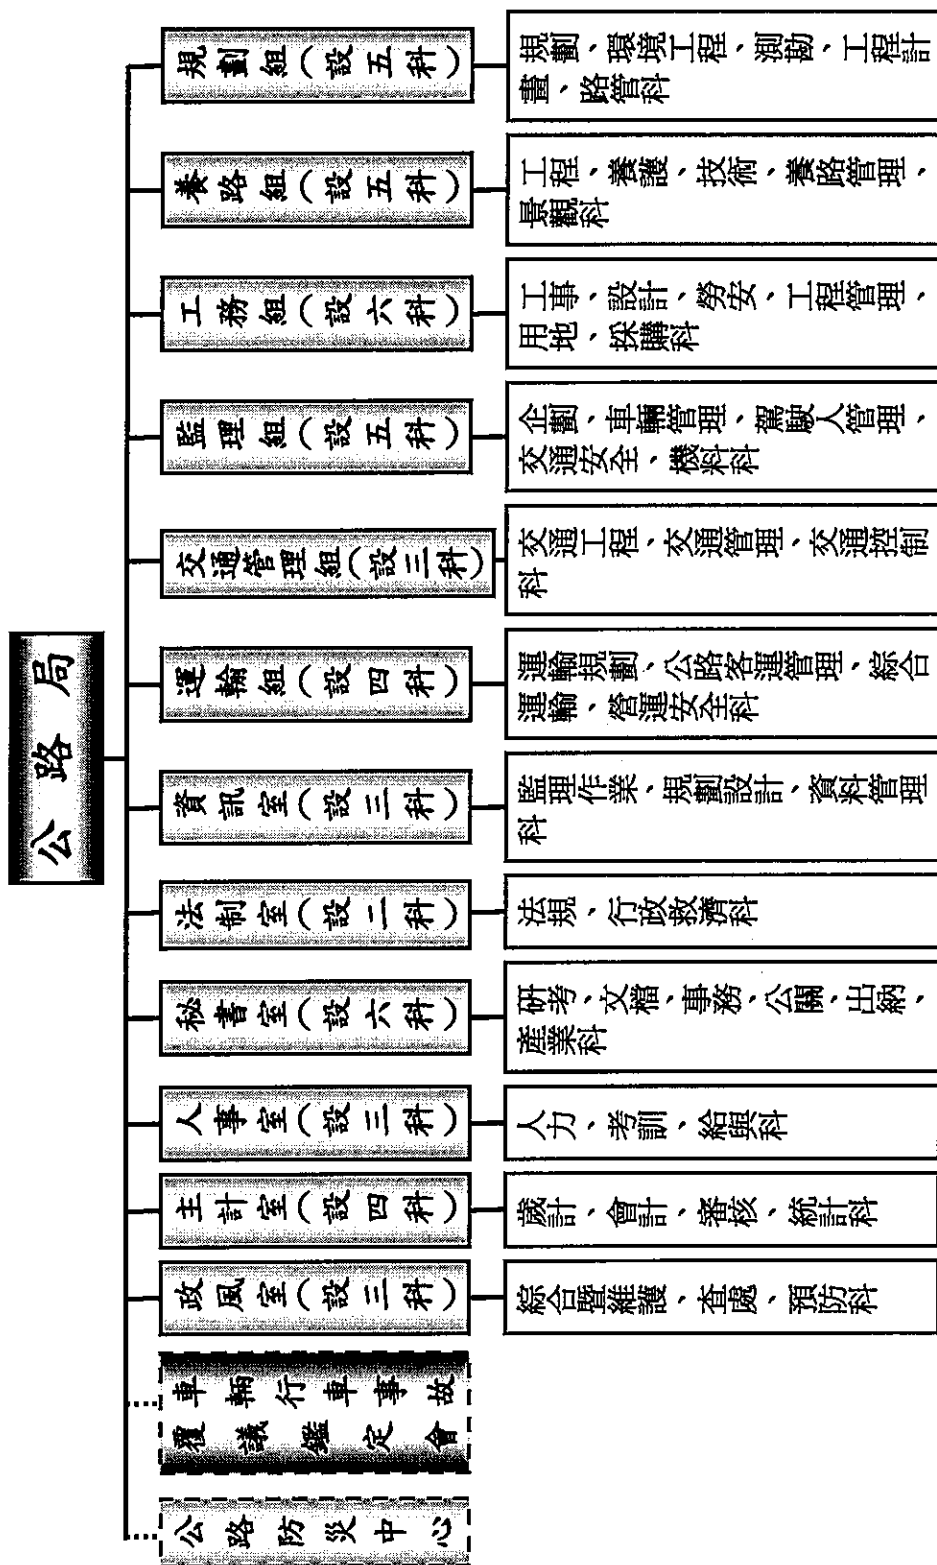 公路局
規劃組(設五科)
規劃、環境工程、測勘、工程計
畫、路管科
養路組(設五科)
工程、養護、技術、養路管理、
景觀科
工務組(設六科)
工事、設計、勞安、工程管理、
用地、採購科
監理組(設五科)
企劃、車輛管理、駕駛人管理、
交通安全、機料科
交通管理組(設三科)
交通工程、交通管理、交通控制
科
運輸組(設四科)
運輸規劃、公路客運管理、綜合
運輸、營運安全科
資訊室(設三科)
監理作業、規劃設計、資料管理
科
法制室(設二科)
法規、行政救濟科
秘書室(設六科)
研考、文檔、事務、公關、出納、
產業科
人事室(設三科)
人力、考訓、給與科
主計室(設四科)
歲計、會計、審核、統計科
政風室(設三科)
綜合暨維護、查處、預防科
車輛行車事故
覆議鑑定會
公路防災中心